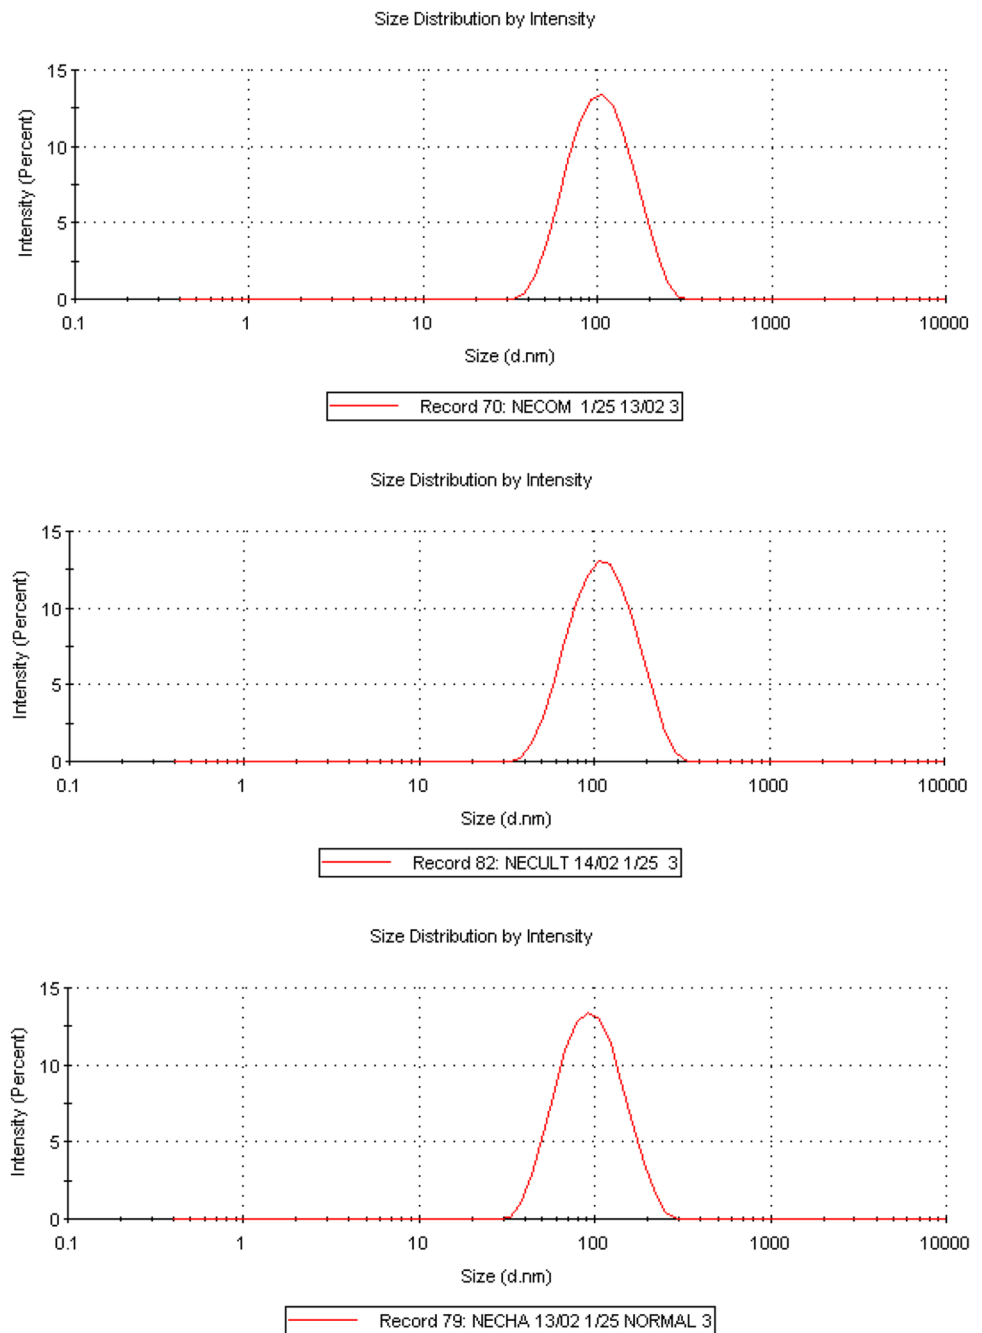 Size Distribution by Intensity
15
10
5
0
Intensity (Percent)
0.1 1 10 100 1000 10000
Size (d.nm)
Record 70: NECOM 1/25 13/02 3
Size Distribution by Intensity
15
10
5
0
Intensity (Percent)
0.1 1 10 100 1000 10000
Size (d.nm)
Record 82: NECULT 14/02 1/25 3
Size Distribution by Intensity
15
10
5
0
Intensity (Percent)
0.1 1 10 100 1000 10000
Size (d.nm)
Record 79: NECHA 13/02 1/25 NORMAL 3